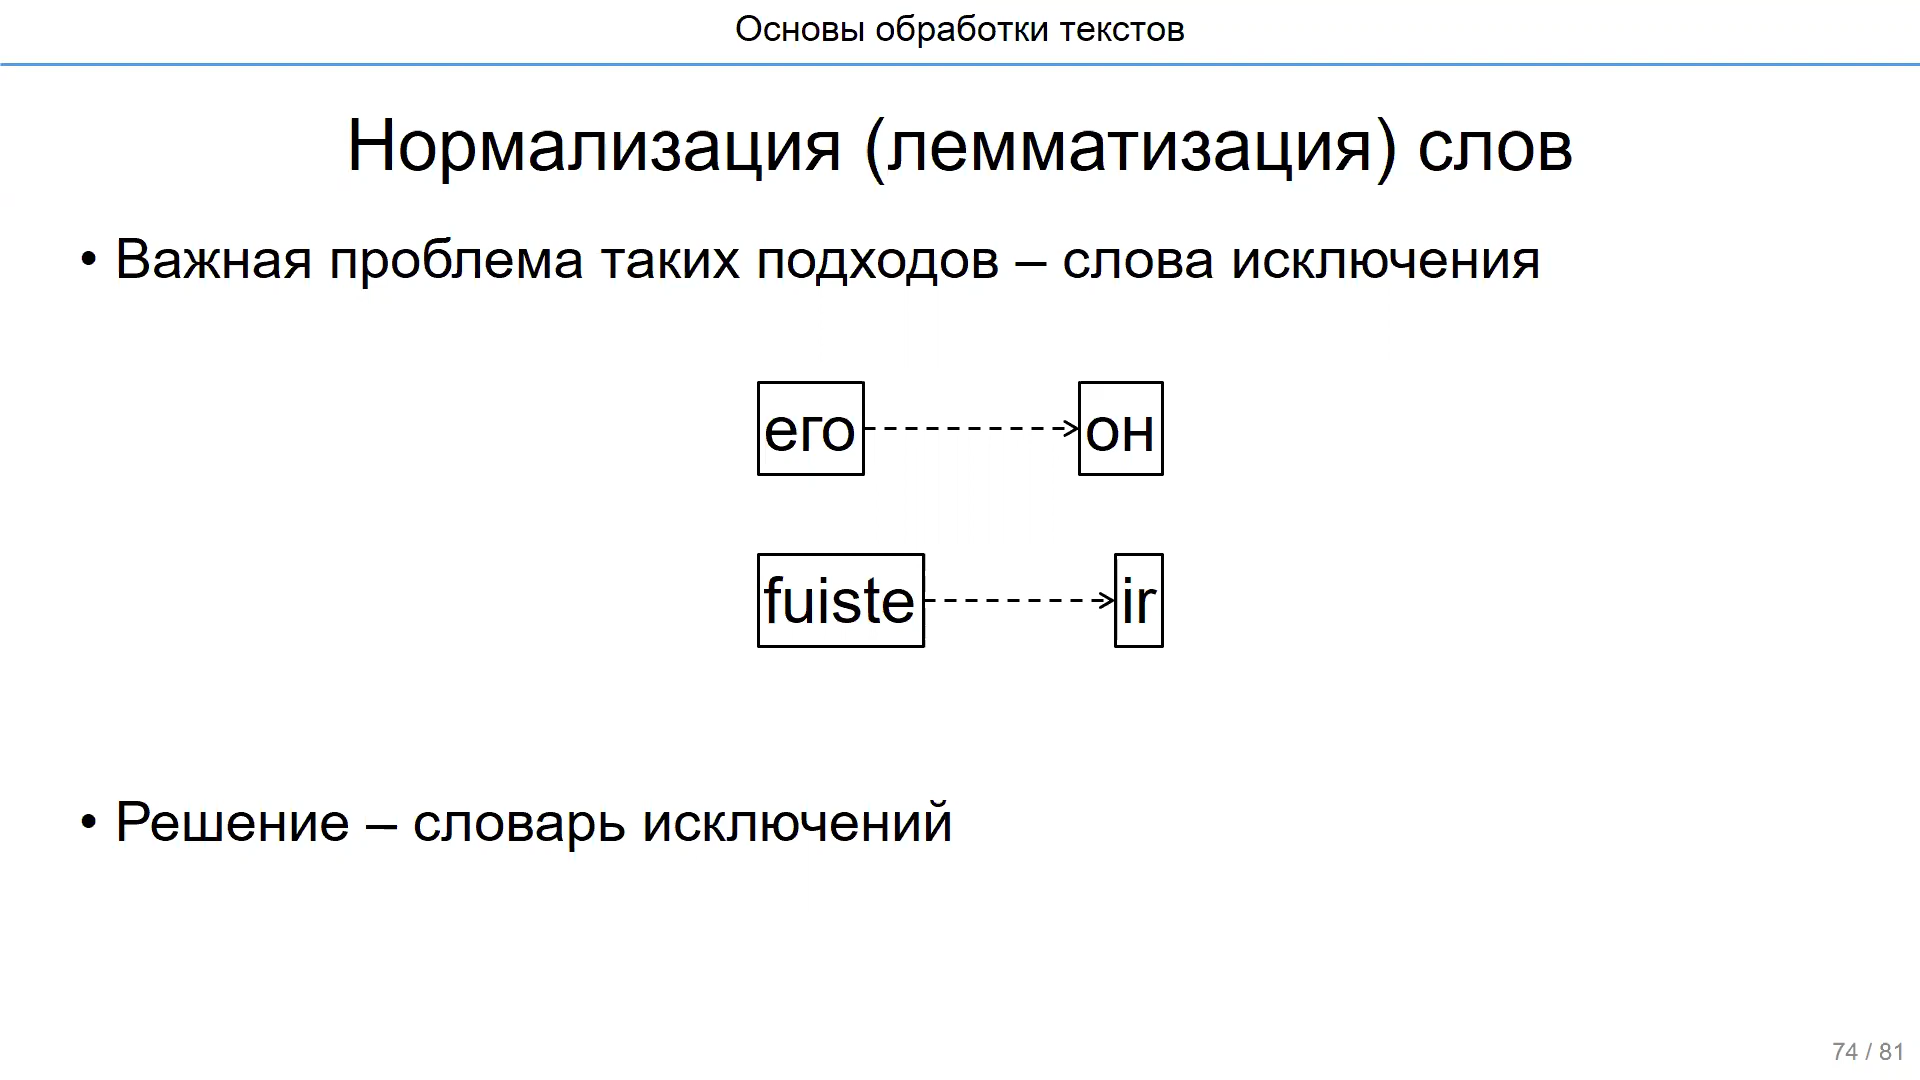 Основы обработки текстов
Нормализация (лемматизация) слов
• Важная проблема таких подходов – слова исключения
его он
fuiste ir
• Решение – словарь исключений
74 / 81